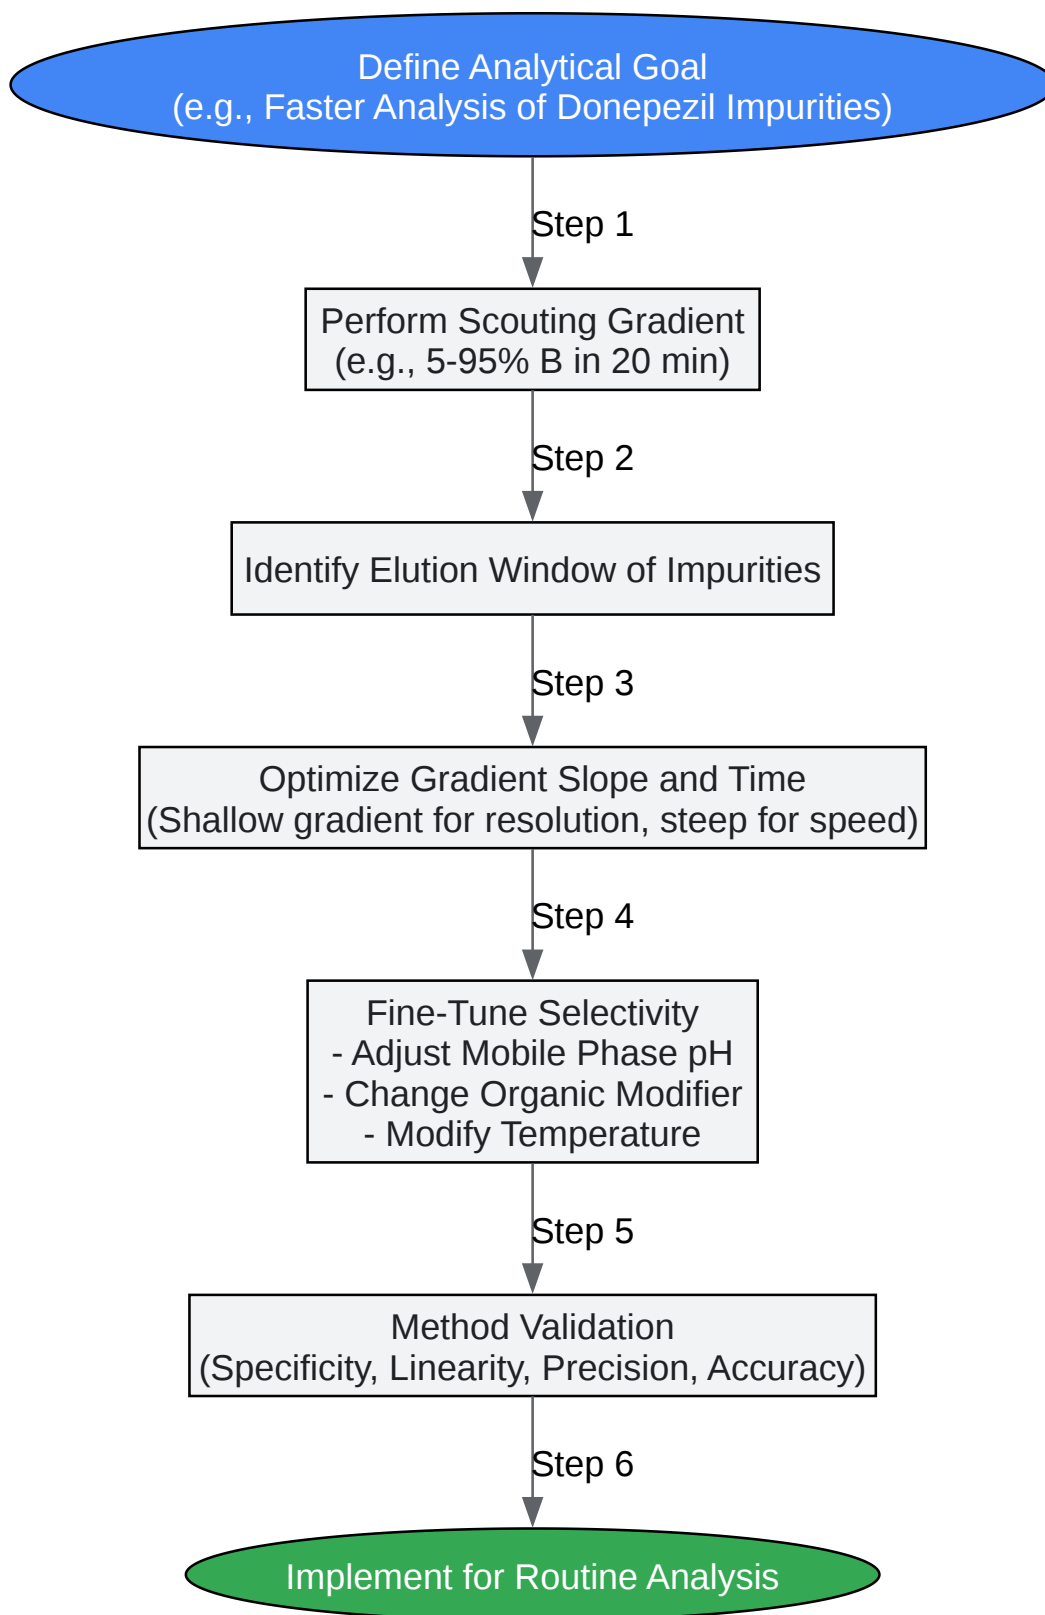 Define Analytical Goal
(e.g., Faster Analysis of Donepezil Impurities)
Step 1
Perform Scouting Gradient
(e.g., 5-95% B in 20 min)
Step 2
Identify Elution Window of Impurities
Step 3
Optimize Gradient Slope and Time
(Shallow gradient for resolution, steep for speed)
Step 4
Fine-Tune Selectivity
- Adjust Mobile Phase pH
- Change Organic Modifier
- Modify Temperature
Step 5
Method Validation
(Specificity, Linearity, Precision, Accuracy)
Step 6
Implement for Routine Analysis